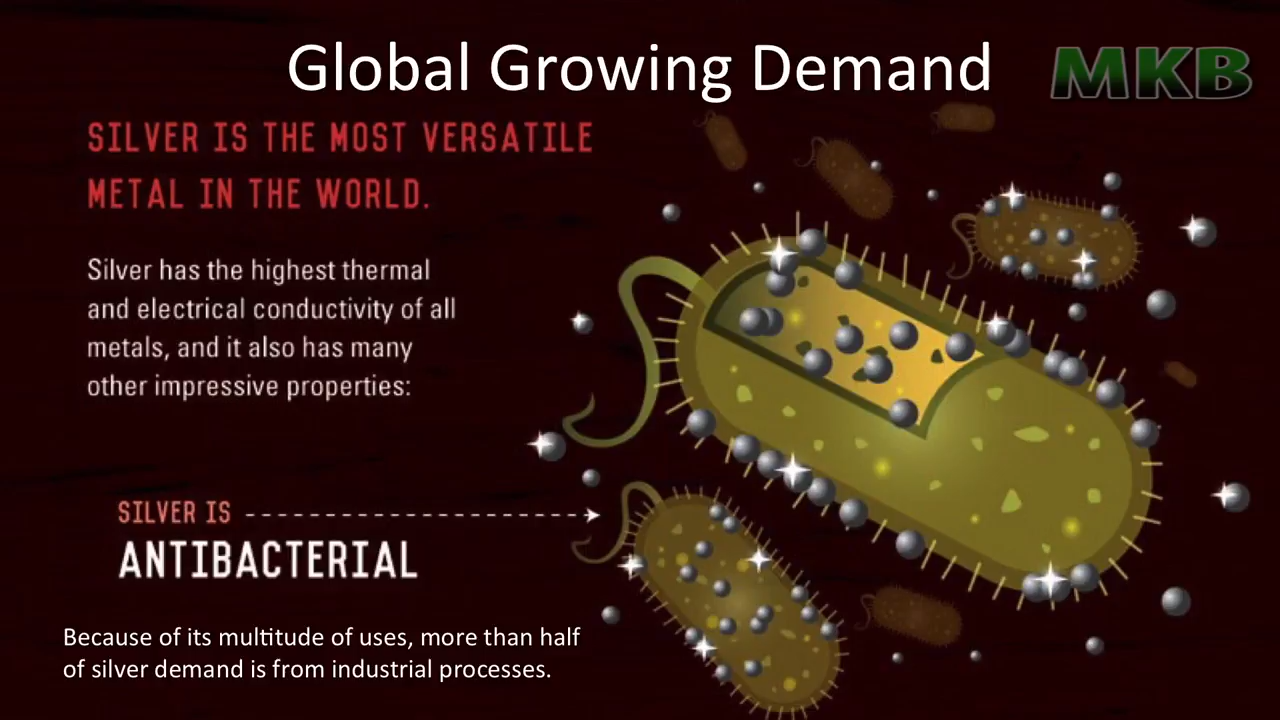 Global Growing Demand
MKB
SILVER IS THE MOST VERSATILE
METAL IN THE WORLD.
Silver has the highest thermal
and electrical conductivity of all
metals, and it also has many
other impressive properties:
SILVER IS
ANTIBACTERIAL
Because of its multitude of uses, more than half
of silver demand is from industrial processes.